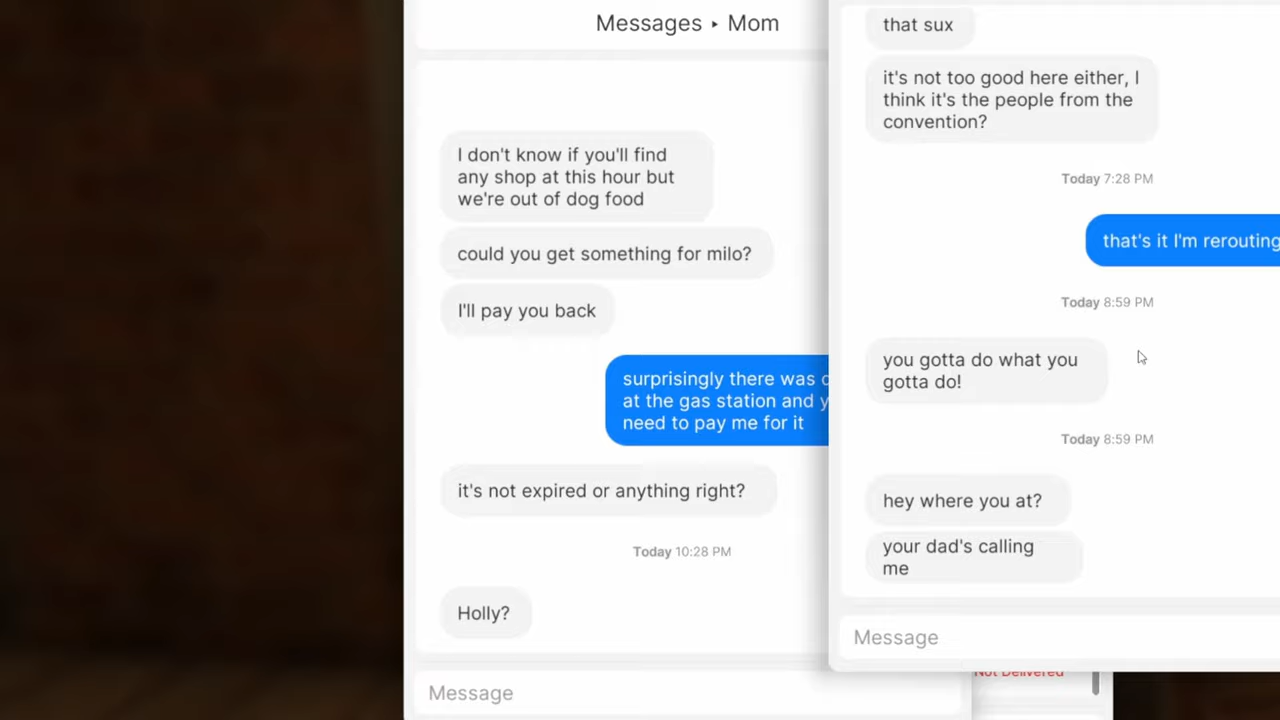 Messages ▸ Mom
I don't know if you'll find
any shop at this hour but
we're out of dog food
could you get something for milo?
I'll pay you back
surprisingly there was
at the gas station and
need to pay me for it
it's not expired or anything right?
Today 10:28 PM
Holly?
Message
that sux
it's not too good here either, I
think it's the people from the
convention?
Today 7:28 PM
that's it I'm rerouting
Today 8:59 PM
you gotta do what you
gotta do!
Today 8:59 PM
hey where you at?
your dad's calling
me
Message
Not Delivered